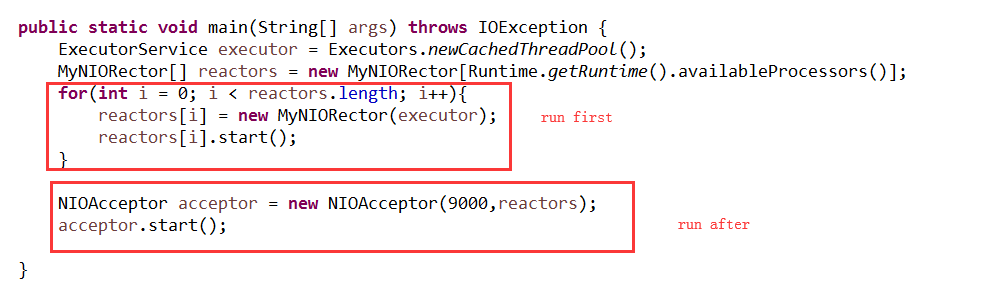 public static void main(String[] args) throws IOException {
ExecutorService executor = Executors.newCachedThreadPool();
MyNIORector[] reactors = new MyNIORector[Runtime.getRuntime().availableProcessors()];
for(int i = 0; i < reactors.length; i++){
reactors[i] = new MyNIORector(executor);
run first
reactors[i].start();
}
NIOAcceptor acceptor = new NIOAcceptor(9000,reactors);
acceptor.start();
run after
}